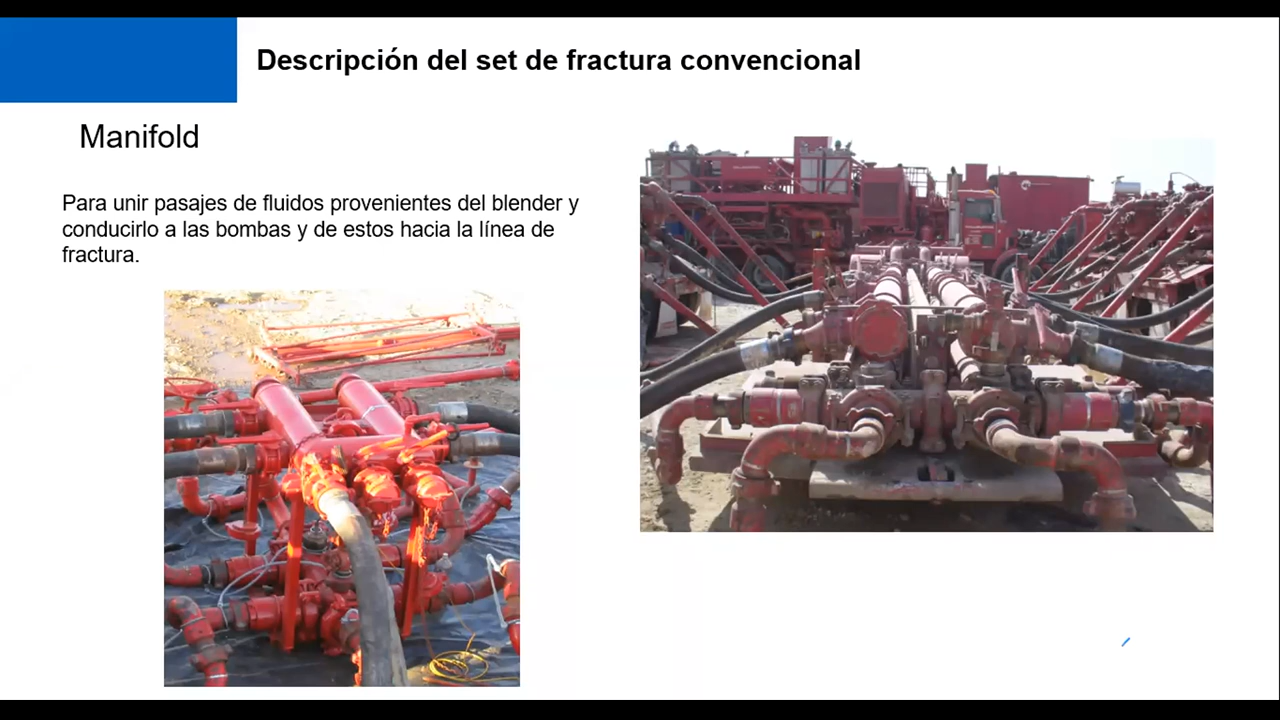 Descripción del set de fractura convencional
Manifold
Para unir pasajes de fluidos provenientes del blender y
conducirlo a las bombas y de estos hacia la línea de
fractura.